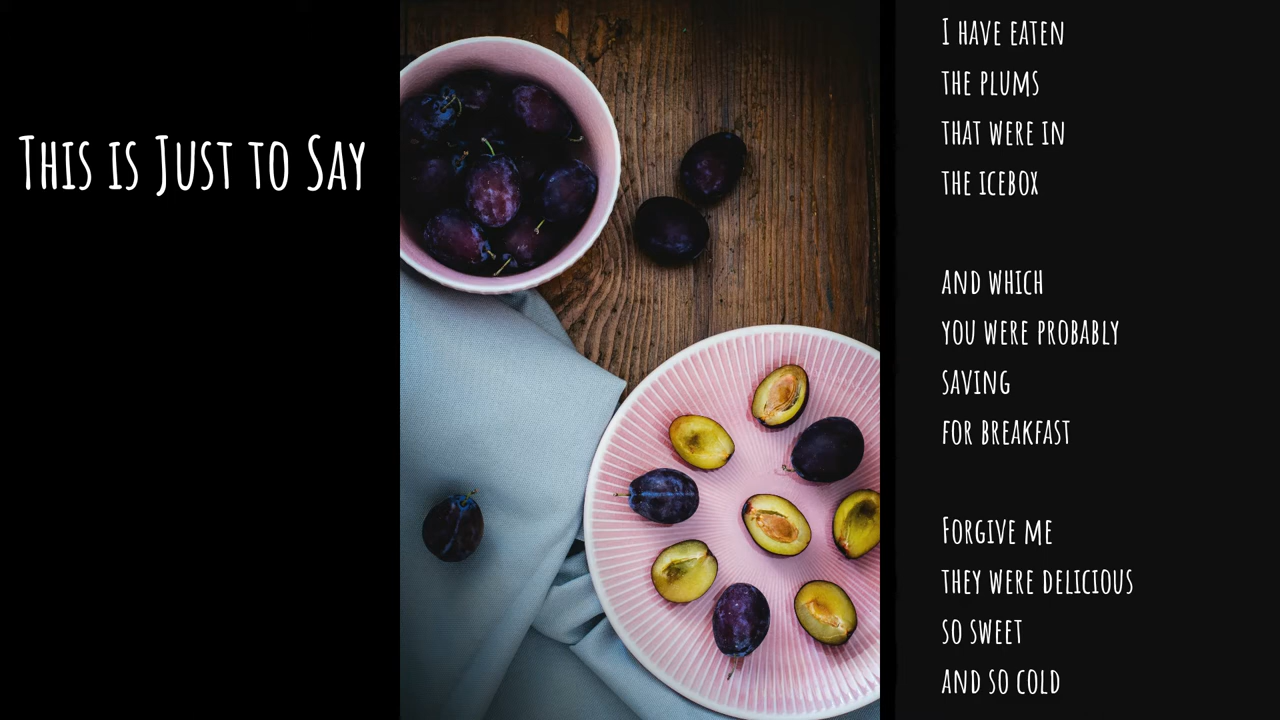 This is Just to Say
I have eaten
the plums
that were in
the icebox
and which
you were probably
saving
for breakfast
Forgive me
they were delicious
so sweet
and so cold